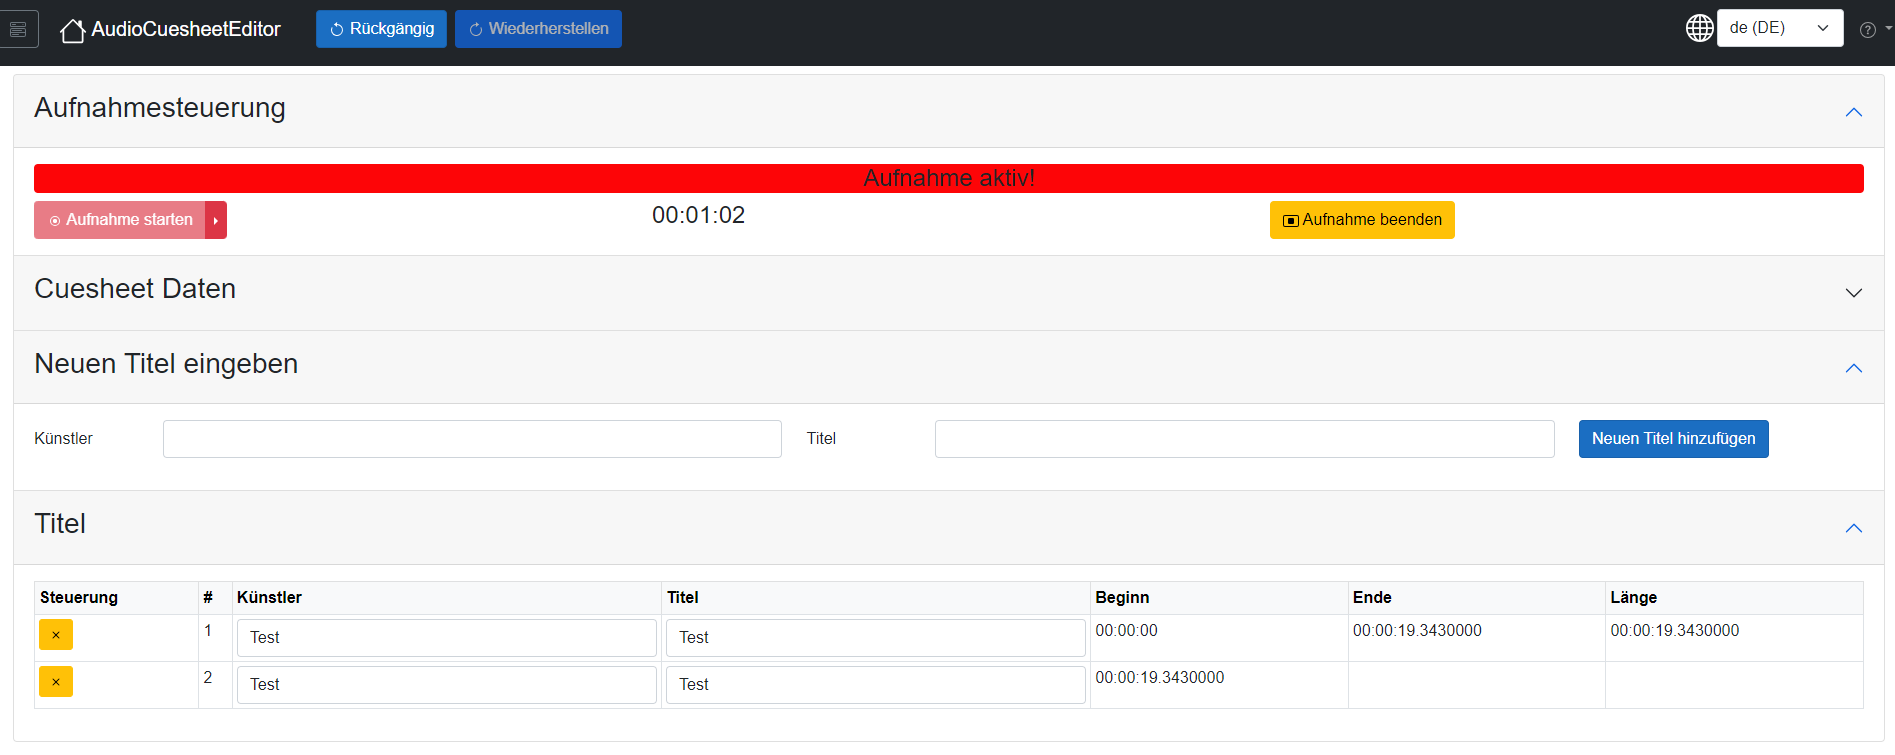 AudioCuesheetEditor Rückgängig Wiederherstellen de (DE)
Aufnahmesteuerung
Aufnahme aktiv!
Aufnahme starten 00:01:02 Aufnahme beenden
Cuesheet Daten
Neuen Titel eingeben
Künstler Titel Neuen Titel hinzufügen
Titel
Steuerung # Künstler Titel Beginn Ende Länge
1 Test Test 00:00:00 00:00:19.3430000 00:00:19.3430000
2 Test Test 00:00:19.3430000